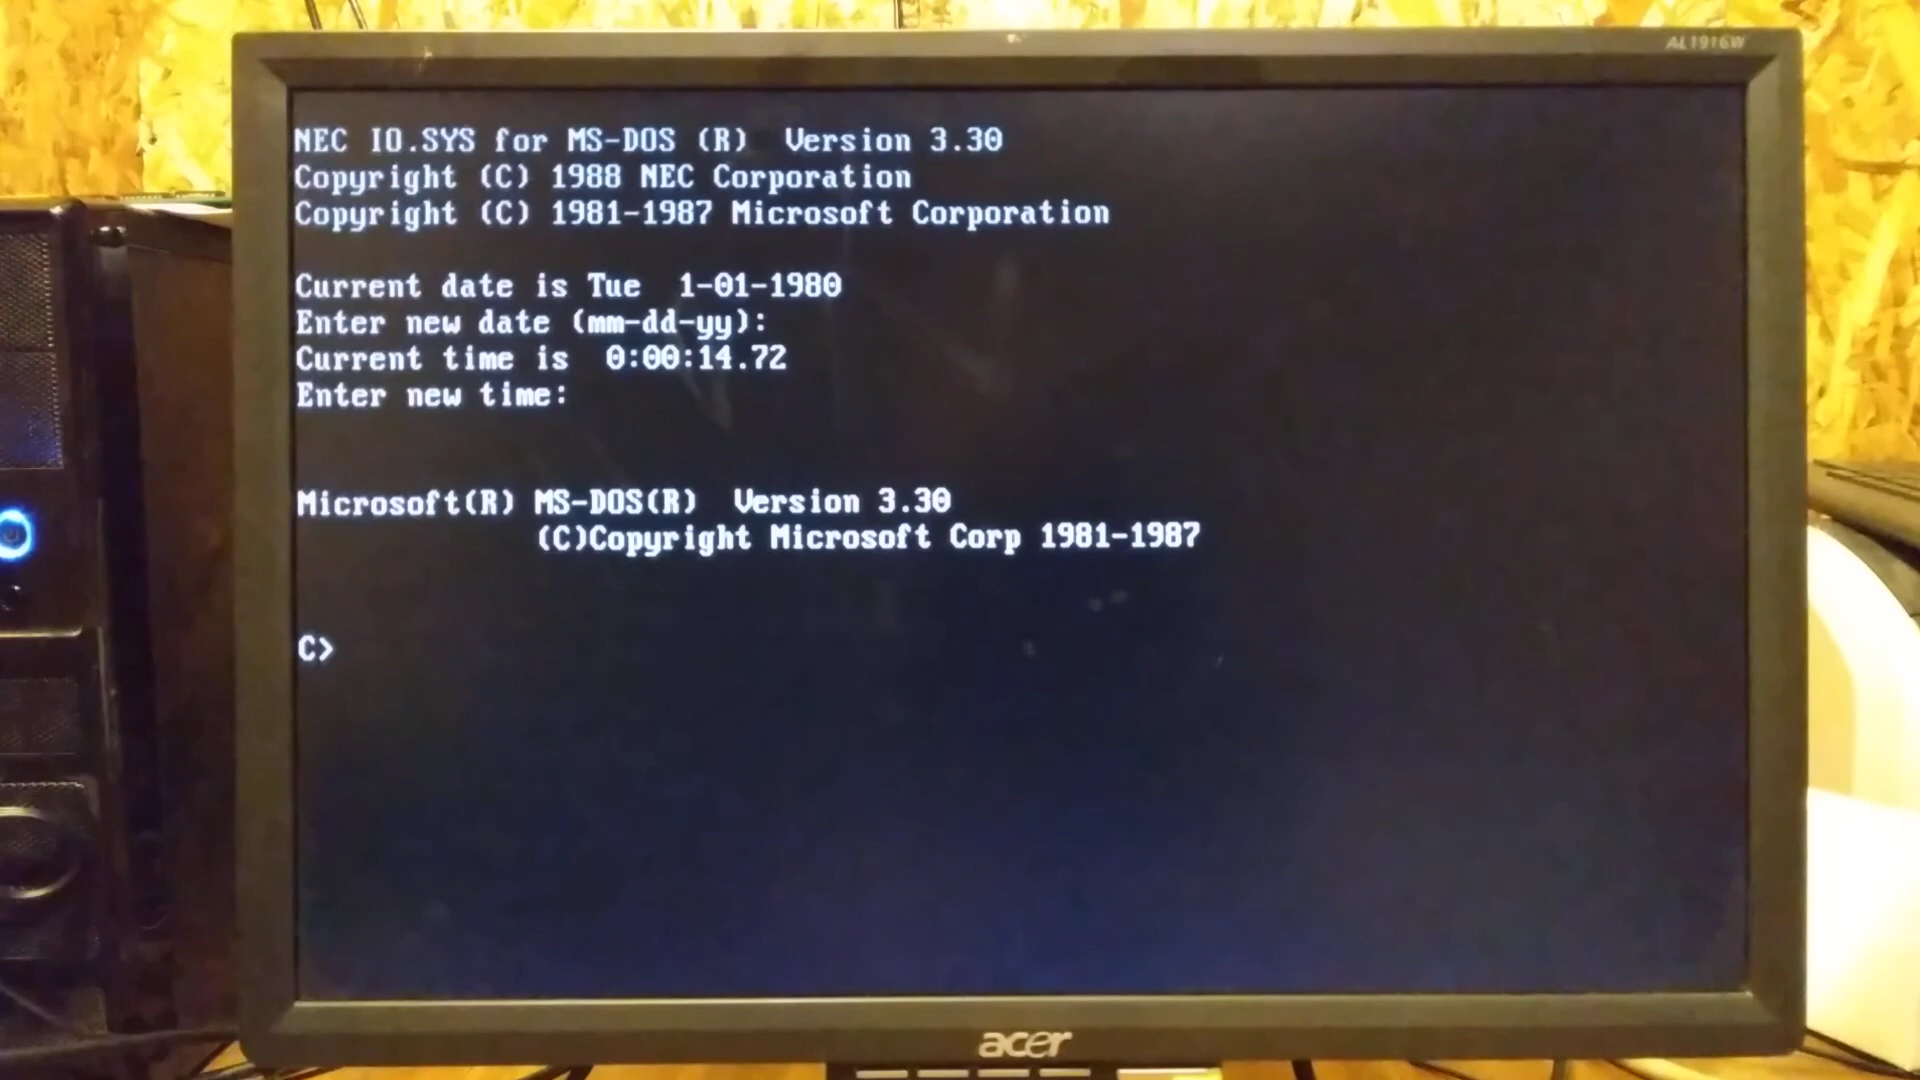 AL1916W
NEC IO.SYS for MS-DOS (R)  Version 3.30
Copyright (C) 1988 NEC Corporation
Copyright (C) 1981-1987 Microsoft Corporation
Current date is Tue  1-01-1980
Enter new date (mm-dd-yy):
Current time is  0:00:14.72
Enter new time:
Microsoft(R) MS-DOS(R)  Version 3.30
(C)Copyright Microsoft Corp 1981-1987
C>
acer